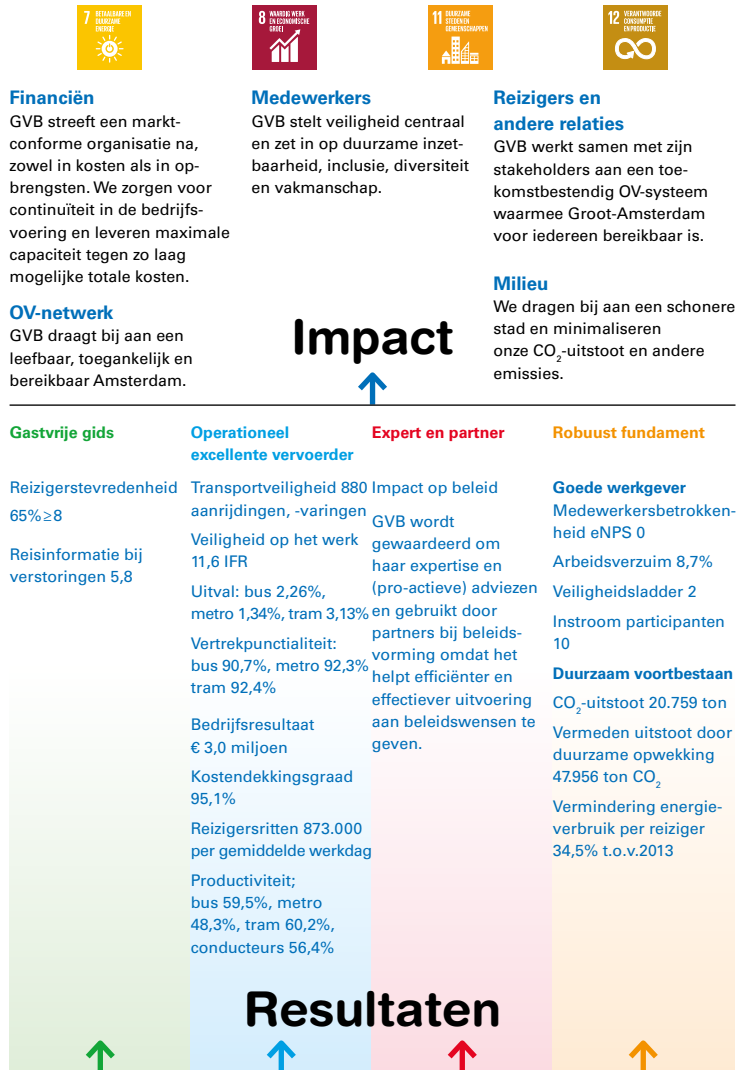 7 BETAALBARE EN
DUURZAME
ENERGIE
8 WAARDIG WERK
EN ECONOMISCHE
GROEI
11 DUURZAME
STEDEN EN
GEMEENSCHAPPEN
12 VERANTWOORDE
CONSUMPTIE
EN PRODUCTIE
Financiën
GVB streeft een markt-
conforme organisatie na,
zowel in kosten als in op-
brengsten. We zorgen voor
continuïteit in de bedrijfs-
voering en leveren maximale
capaciteit tegen zo laag
mogelijke totale kosten.
OV-netwerk
GVB draagt bij aan een
leefbaar, toegankelijk en
bereikbaar Amsterdam.
Medewerkers
GVB stelt veiligheid centraal
en zet in op duurzame inzet-
baarheid, inclusie, diversiteit
en vakmanschap.
Reizigers en
andere relaties
GVB werkt samen met zijn
stakeholders aan een toe-
komstbestendig OV-systeem
waarmee Groot-Amsterdam
voor iedereen bereikbaar is.
Milieu
We dragen bij aan een schonere
stad en minimaliseren
onze CO₂-uitstoot en andere
emissies.
Impact
Gastvrije gids
Reizigerstevredenheid
65%≥8
Reisinformatie bij
verstoringen 5,8
Operationeel
excellente vervoerder
Transportveiligheid 880
aanrijdingen, -varingen
Veiligheid op het werk
11,6 IFR
Uitval: bus 2,26%,
metro 1,34%, tram 3,13%
Vertrekpunctialiteit:
bus 90,7%, metro 92,3%
tram 92,4%
Bedrijfsresultaat
€ 3,0 miljoen
Kostendekkingsgraad
95,1%
Reizigersritten 873.000
per gemiddelde werkdag
Productiviteit;
bus 59,5%, metro
48,3%, tram 60,2%,
conducteurs 56,4%
Expert en partner
Impact op beleid
GVB wordt
gewaardeerd om
haar expertise en
(pro-actieve) adviezen
en gebruikt door
partners bij beleids-
vorming omdat het
helpt efficiënter en
effectiever uitvoering
aan beleidswensen te
geven.
Robuust fundament
Goede werkgever
Medewerkersbetrokken-
heid eNPS 0
Arbeidsverzuim 8,7%
Veiligheidsladder 2
Instroom participanten
10
Duurzaam voortbestaan
CO₂-uitstoot 20.759 ton
Vermeden uitstoot door
duurzame opwekking
47.956 ton CO₂
Vermindering energie-
verbruik per reiziger
34,5% t.o.v.2013
Resultaten